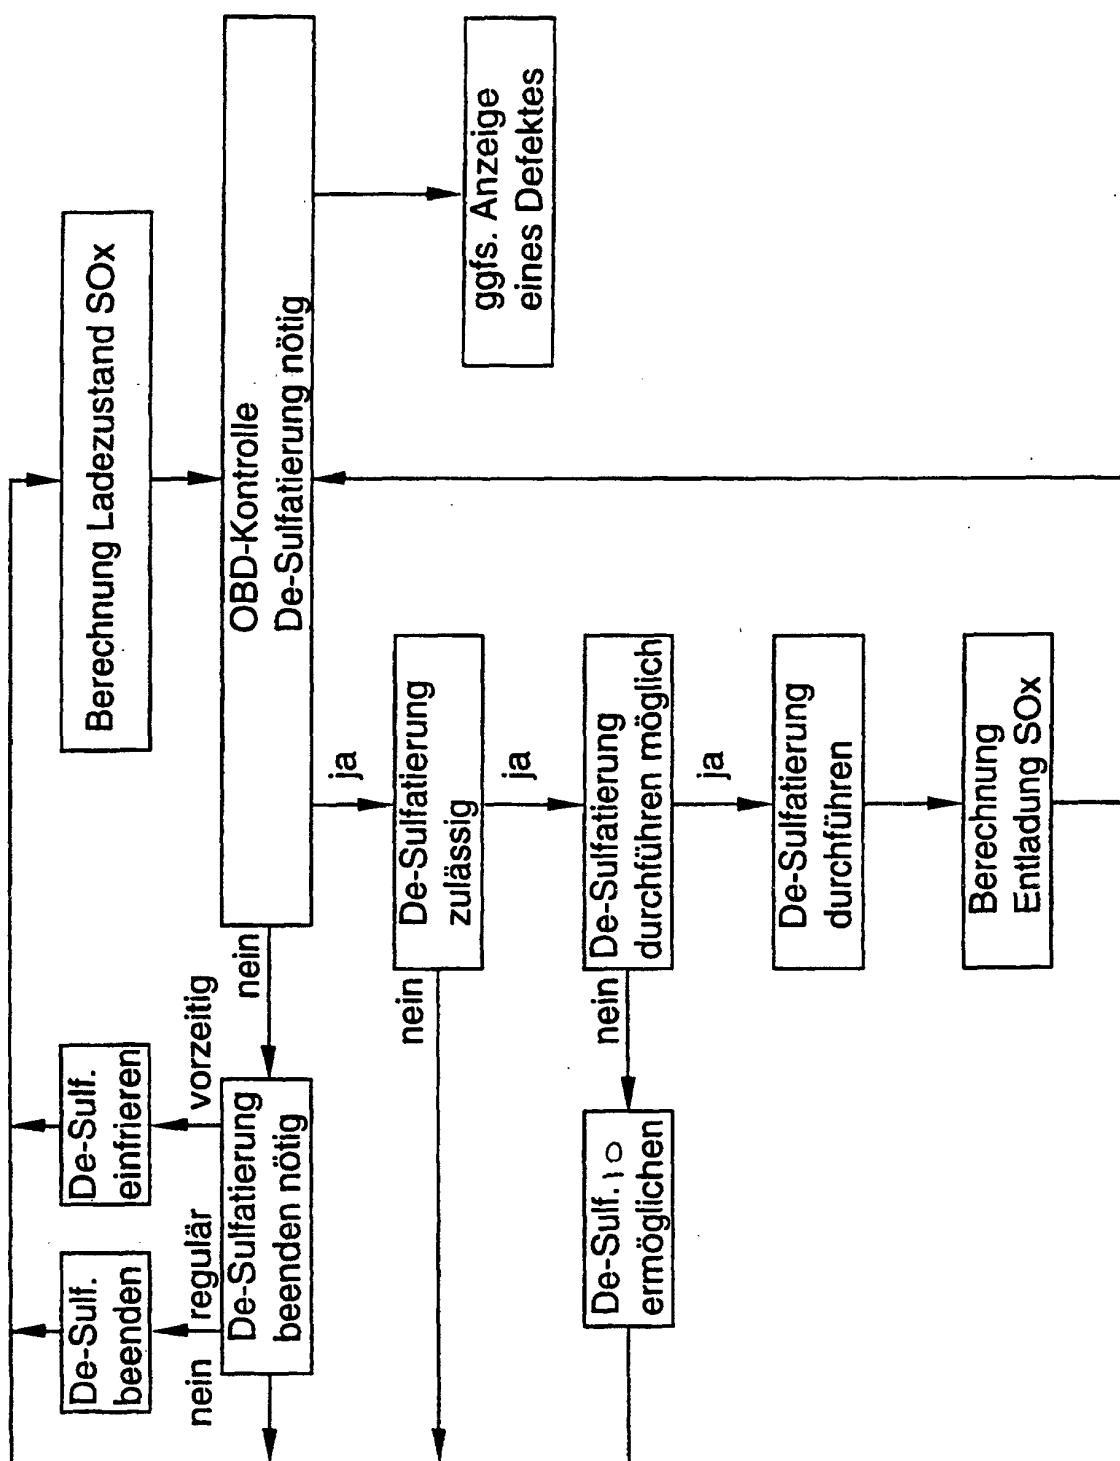 Berechnung Ladezustand SOx
OBD-Kontrolle
De-Sulfatierung nötig
ggfs. Anzeige
eines Defektes
nein
ja
De-Sulf.
einfrieren
vorzeitig
De-Sulf.
beenden
regulär
De-Sulfatierung
beenden nötig
nein
De-Sulfatierung
zulässig
nein
ja
De-Sulfatierung
durchführen möglich
nein
ja
De-Sulf. 10
ermöglichen
De-Sulfatierung
durchführen
Berechnung
Entladung SOx